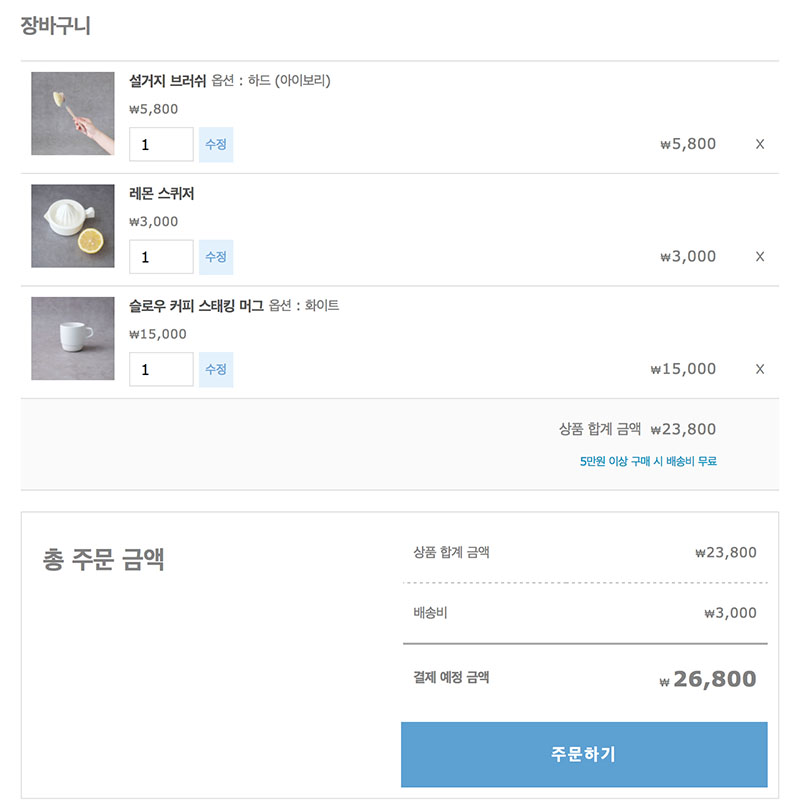 장바구니
설거지 브러쉬 옵션 : 하드 (아이보리)
₩5,800
1 수정 ₩5,800 X
레몬 스퀴저
₩3,000
1 수정 ₩3,000 X
슬로우 커피 스태킹 머그 옵션 : 화이트
₩15,000
1 수정 ₩15,000 X
상품 합계 금액 ₩23,800
5만원 이상 구매 시 배송비 무료
총 주문 금액
상품 합계 금액 ₩23,800
배송비 ₩3,000
결제 예정 금액 ₩ 26,800
주문하기